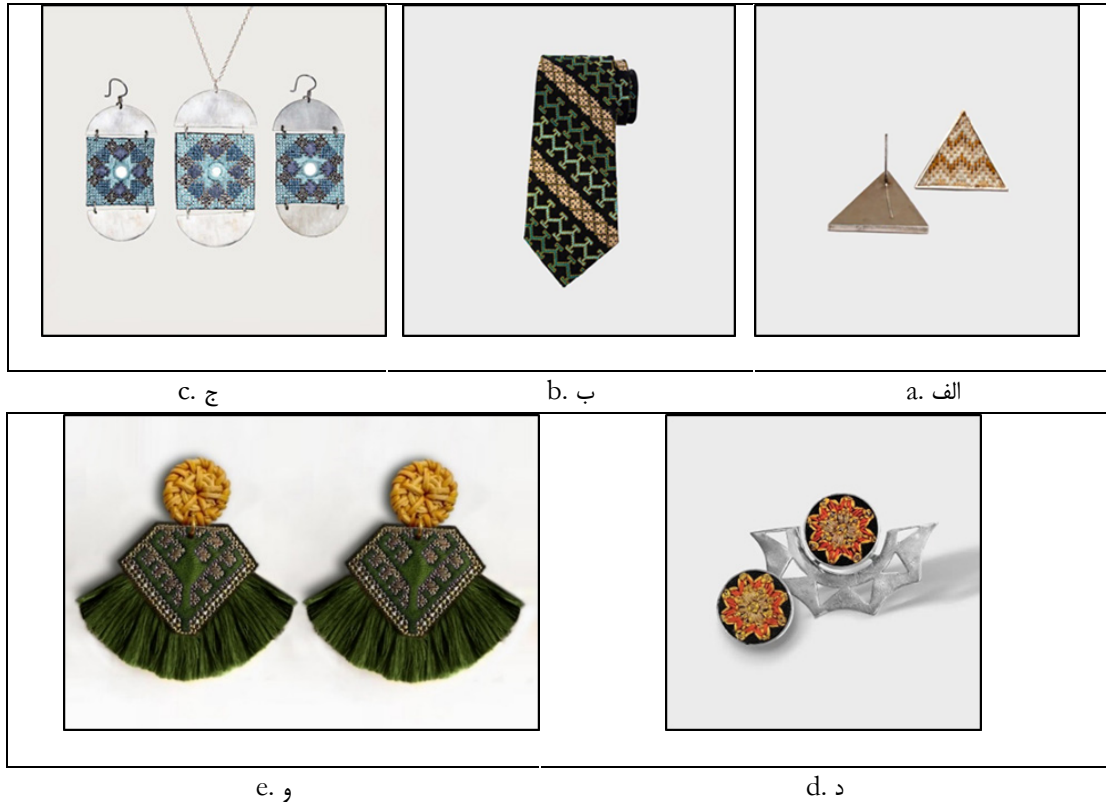 الف .a
ب .b
ج .c
د .d
و .e